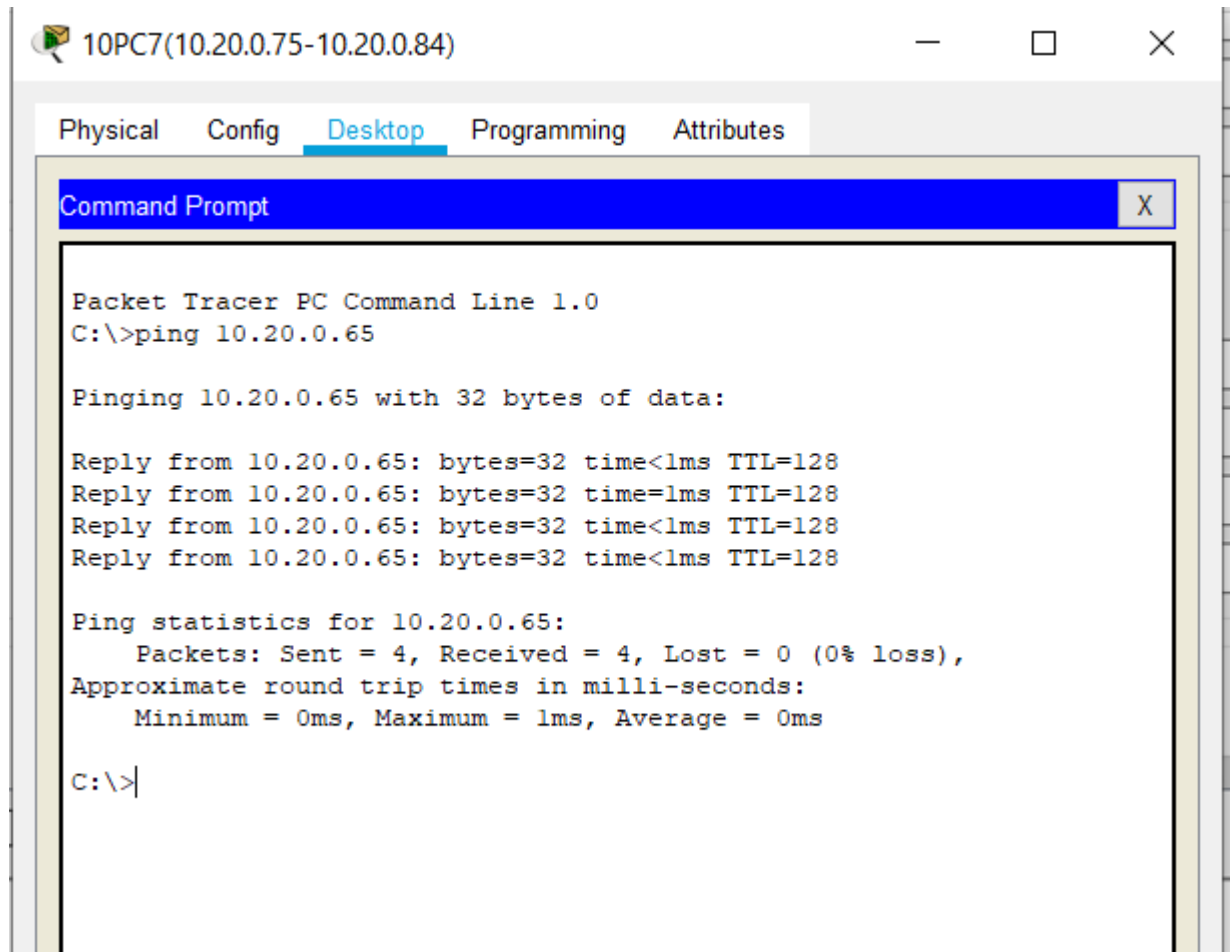 10PC7(10.20.0.75-10.20.0.84)
Physical Config Desktop Programming Attributes
Command Prompt X
Packet Tracer PC Command Line 1.0
C:\>ping 10.20.0.65
Pinging 10.20.0.65 with 32 bytes of data:
Reply from 10.20.0.65: bytes=32 time<1ms TTL=128
Reply from 10.20.0.65: bytes=32 time=1ms TTL=128
Reply from 10.20.0.65: bytes=32 time<1ms TTL=128
Reply from 10.20.0.65: bytes=32 time<1ms TTL=128
Ping statistics for 10.20.0.65:
Packets: Sent = 4, Received = 4, Lost = 0 (0% loss),
Approximate round trip times in milli-seconds:
Minimum = 0ms, Maximum = 1ms, Average = 0ms
C:\>